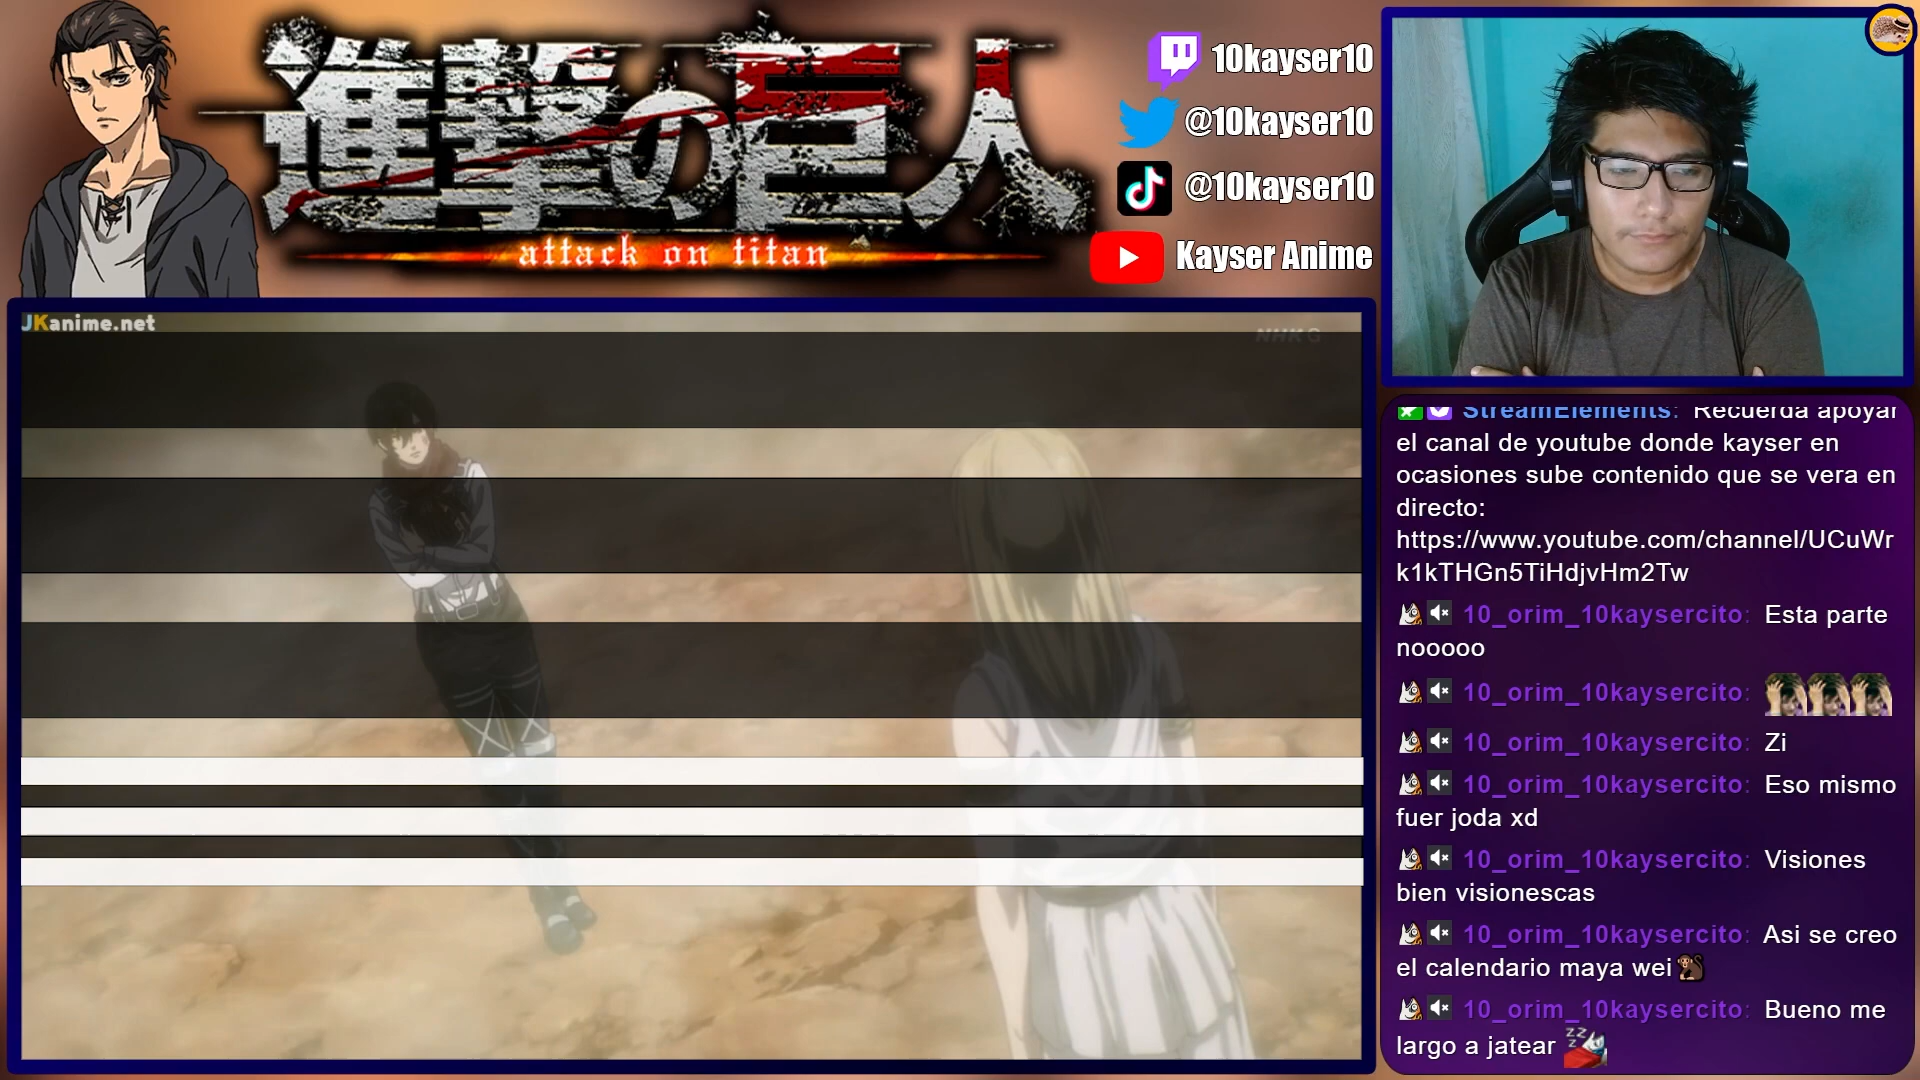 進撃の巨人
attack on titan
10kayser10
@10kayser10
@10kayser10
Kayser Anime
JKanime.net
NHK G
StreamElements: Recuerda apoyar
el canal de youtube donde kayser en
ocasiones sube contenido que se vera en
directo:
https://www.youtube.com/channel/UCuWr
k1kTHGn5TiHdjvHm2Tw
10_orim_10kaysercito: Esta parte
nooooo
10_orim_10kaysercito:
10_orim_10kaysercito: Zi
10_orim_10kaysercito: Eso mismo
fuer joda xd
10_orim_10kaysercito: Visiones
bien visionescas
10_orim_10kaysercito: Asi se creo
el calendario maya wei
10_orim_10kaysercito: Bueno me
largo a jatear